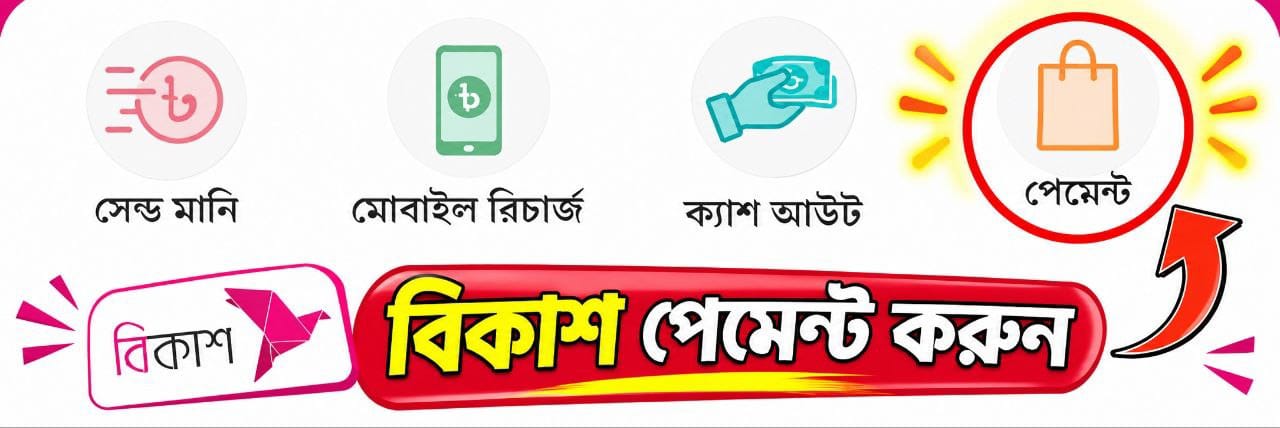 সেন্ড মানি
মোবাইল রিচার্জ
ক্যাশ আউট
পেমেন্ট
বিকাশ
বিকাশ পেমেন্ট করুন